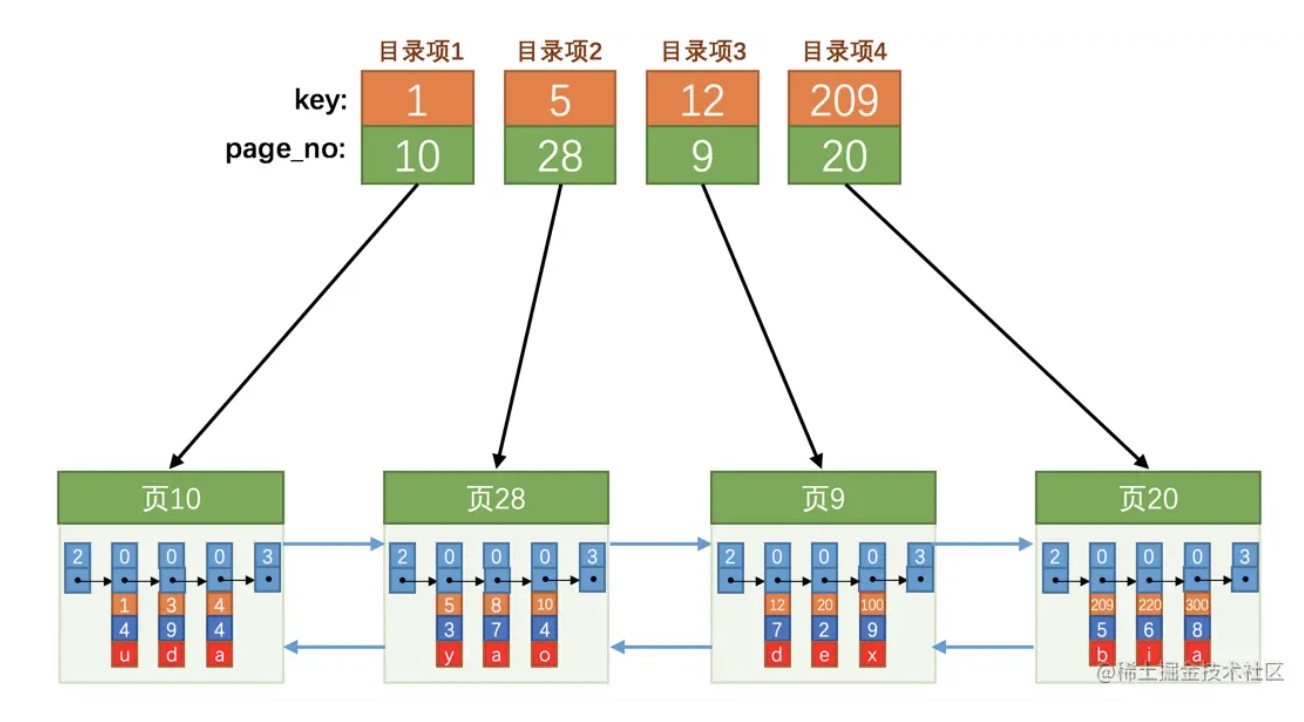 目录项1 目录项2 目录项3 目录项4
key: 1 5 12 209
page_no: 10 28 9 20
页10 页28 页9 页20
2 0 0 0 3 2 0 0 0 3 2 0 0 0 3 2 0 0 0 3
1 3 4 5 8 10 12 20 100 209 220 300
4 9 4 3 7 4 7 2 9 5 6 8
u d a y a o d e x b i a
@稀土掘金技术社区